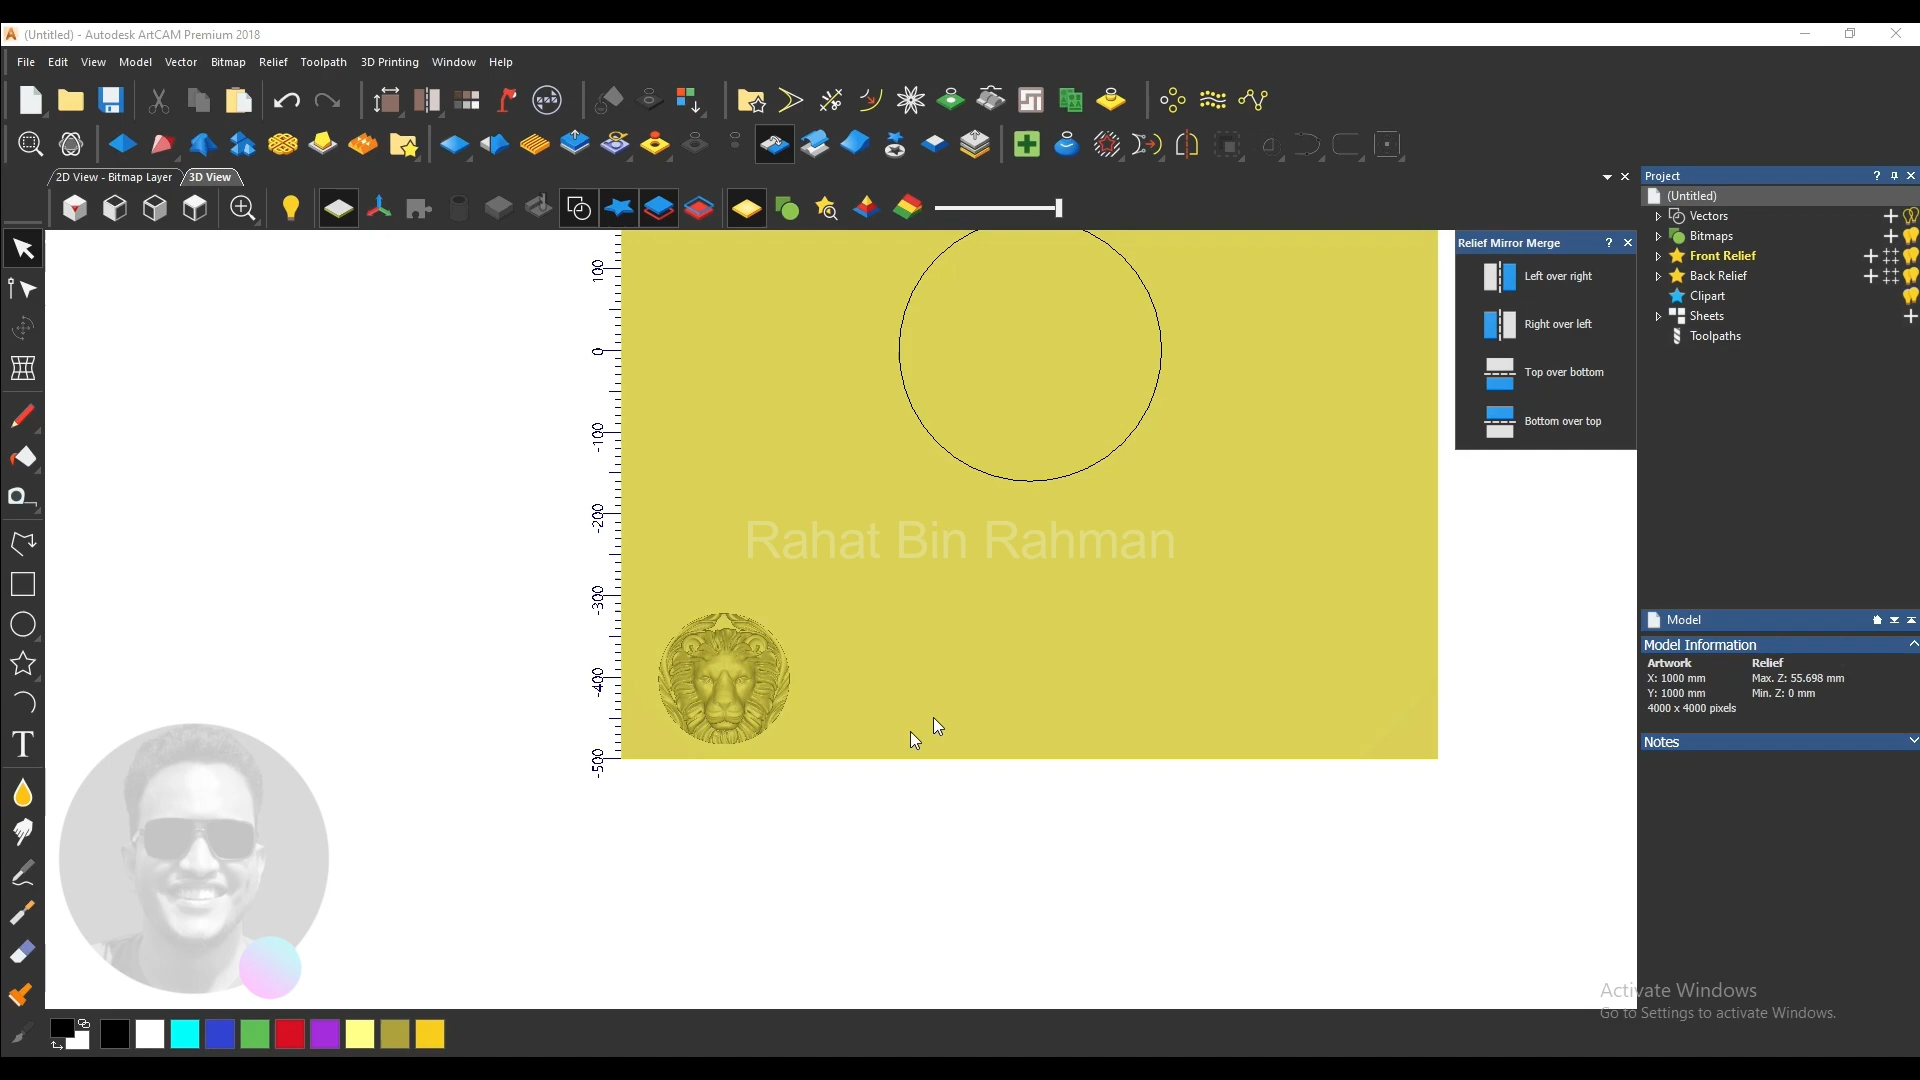 (Untitled) - Autodesk ArtCAM Premium 2018
File Edit View Model Vector Bitmap Relief Toolpath 3D Printing Window Help
2D View - Bitmap Layer 3D View
Project
(Untitled)
Vectors
Bitmaps
Front Relief
Back Relief
Clipart
Sheets
Toolpaths
Relief Mirror Merge
Left over right
Right over left
Top over bottom
Bottom over top
100
0
-100
-200
-300
-400
-500
Rahat Bin Rahman
Model
Model Information
Artwork Relief
X: 1000 mm Max. Z: 55.698 mm
Y: 1000 mm Min. Z: 0 mm
4000 x 4000 pixels
Notes
Activate Windows
Go to Settings to activate Windows.